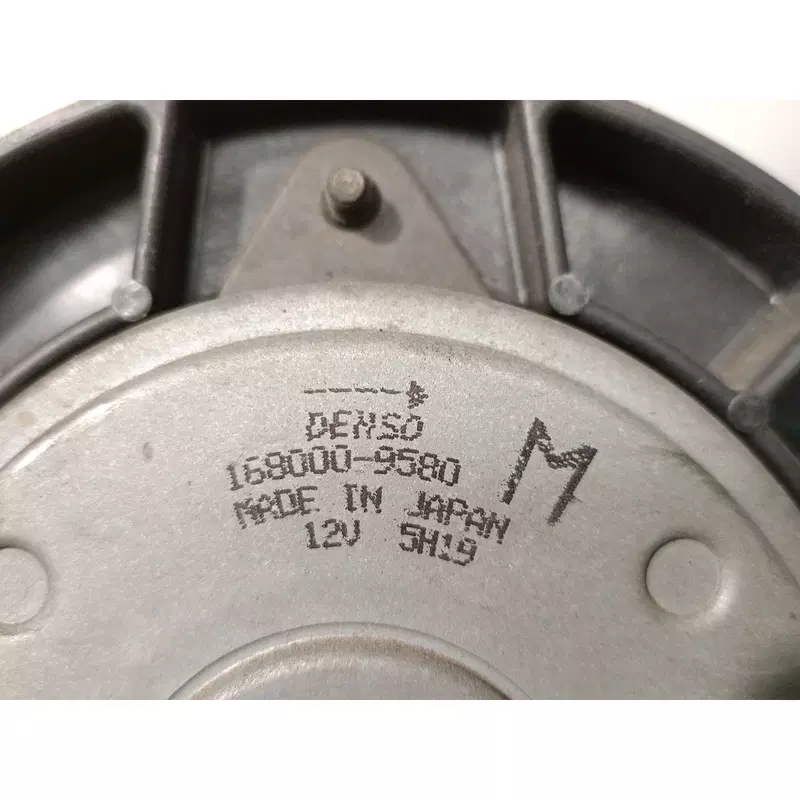 DENSO
168000-9580
M
MADE IN JAPAN
12V 5H19